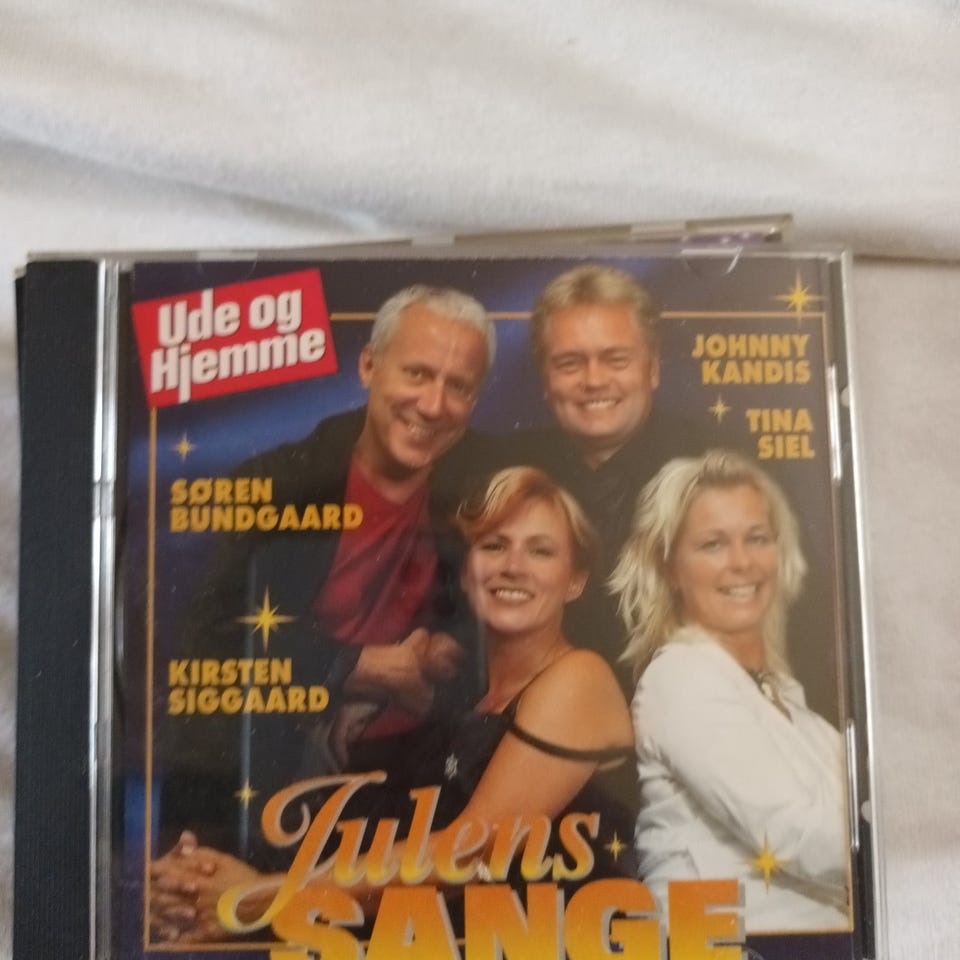 Ude og
Hjemme
JOHNNY
KANDIS
TINA
SIEL
SØREN
BUNDGAARD
KIRSTEN
SIGGAARD
Julens
SANGE